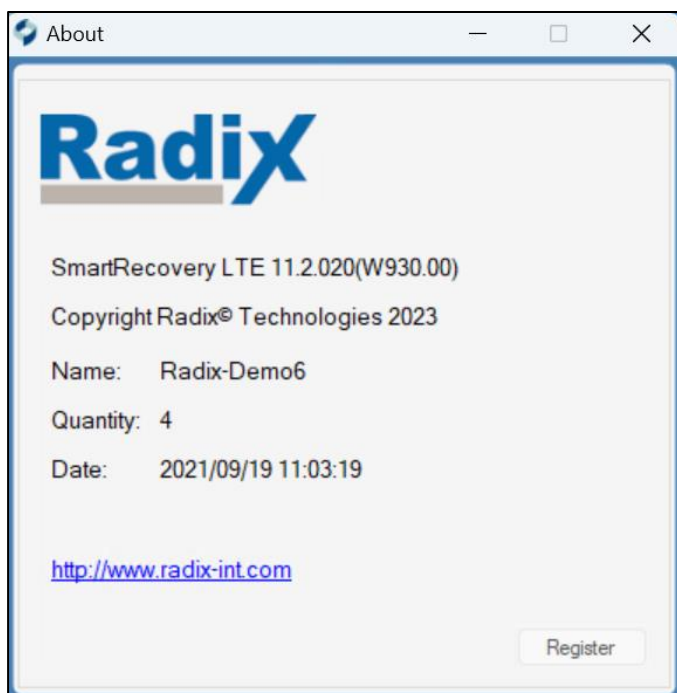 About
Radix
SmartRecovery LTE 11.2.020(W930.00)
Copyright Radix© Technologies 2023
Name: Radix-Demo6
Quantity: 4
Date: 2021/09/19 11:03:19
http://www.radix-int.com
Register